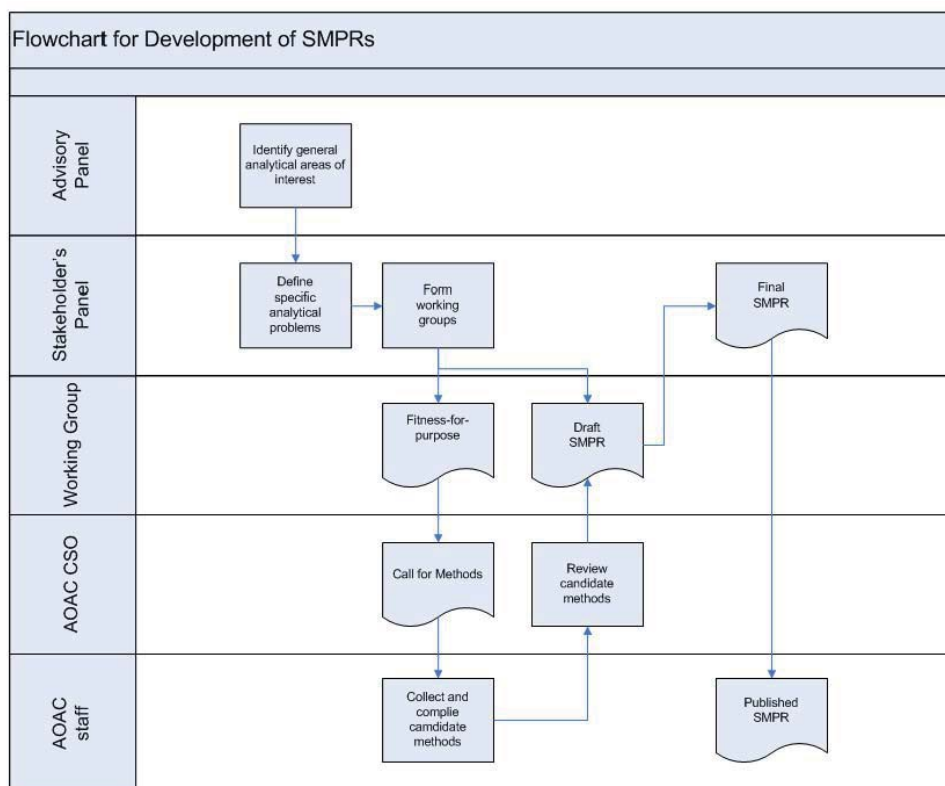 Flowchart for Development of SMPRs
Advisory
Panel
Identify general
analytical areas of
interest
Stakeholder's
Panel
Define
specific
analytical
problems
Form
working
groups
Final
SMPR
Working Group
Fitness-for-
purpose
Draft
SMPR
AOAC CSO
Call for Methods
Review
candidate
methods
AOAC
staff
Collect and
complie
camdidate
methods
Published
SMPR